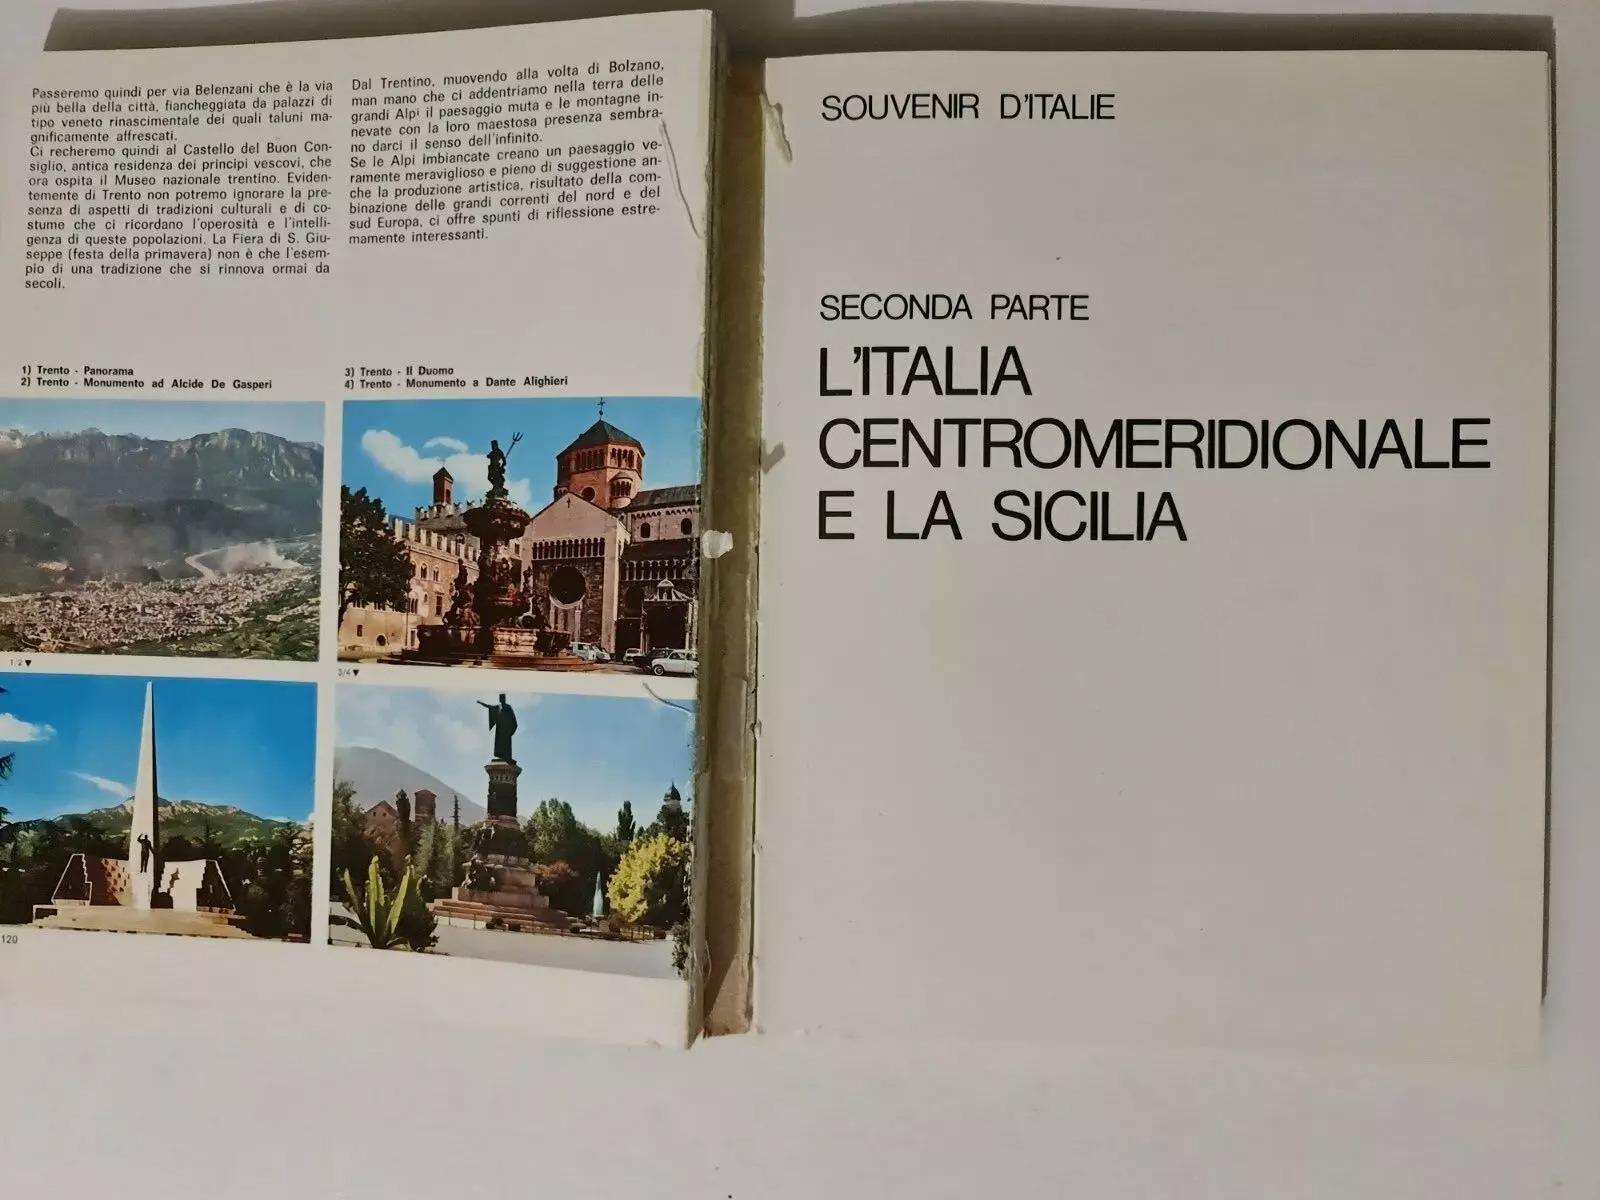 Passeremo quindi per via Belenzani che è la via
più bella della città, fiancheggiata da palazzi di
tipo veneto rinascimentale dei quali taluni ma-
gnificamente affrescati.
Ci recheremo quindi al Castello del Buon Con-
siglio, antica residenza dei principi vescovi, che
ora ospita il Museo nazionale trentino. Eviden-
temente di Trento non potremo ignorare la pre-
senza di aspetti di tradizioni culturali e di co-
stume che ci ricordano l'operosità e l'intelli-
genza di queste popolazioni. La Fiera di S. Giu-
seppe (festa della primavera) non è che l'esem-
pio di una tradizione che si rinnova ormai da
secoli.
Dal Trentino, muovendo alla volta di Bolzano,
man mano che ci addentriamo nella terra delle
grandi Alpi il paesaggio muta e le montagne in-
nevate con la loro maestosa presenza sembra-
no darci il senso dell'infinito.
Se le Alpi imbiancate creano un paesaggio ve-
ramente meraviglioso e pieno di suggestione an-
che la produzione artistica, risultato della com-
binazione delle grandi correnti del nord e del
sud Europa, ci offre spunti di riflessione estre-
mamente interessanti.
1) Trento - Panorama
2) Trento - Monumento ad Alcide De Gasperi
3) Trento - Il Duomo
4) Trento - Monumento a Dante Alighieri
1/2▼
3/4▼
120
SOUVENIR D'ITALIE
SECONDA PARTE
L'ITALIA
CENTROMERIDIONALE
E LA SICILIA